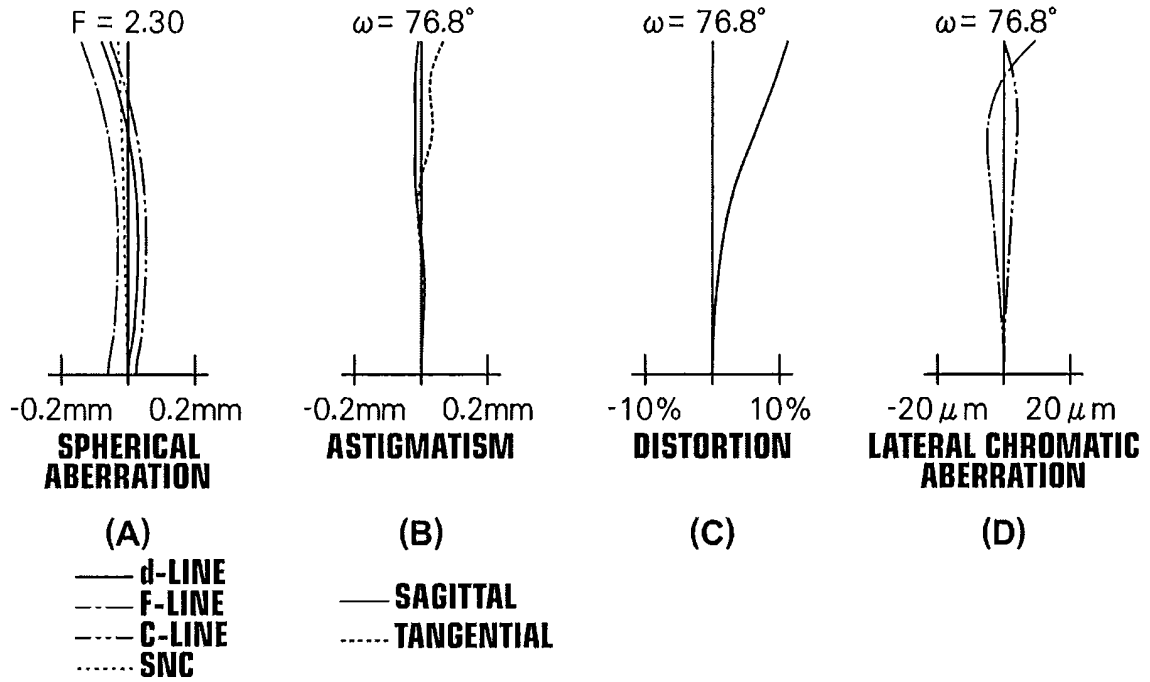 F = 2.30
ω= 76.8°
ω= 76.8°
ω= 76.8°
-0.2mm 0.2mm
-0.2mm 0.2mm
-10% 10%
-20 μm 20 μm
SPHERICAL
ABERRATION
ASTIGMATISM
DISTORTION
LATERAL CHROMATIC
ABERRATION
(A)
(B)
(C)
(D)
d-LINE
F-LINE
C-LINE
SNC
SAGITTAL
TANGENTIAL